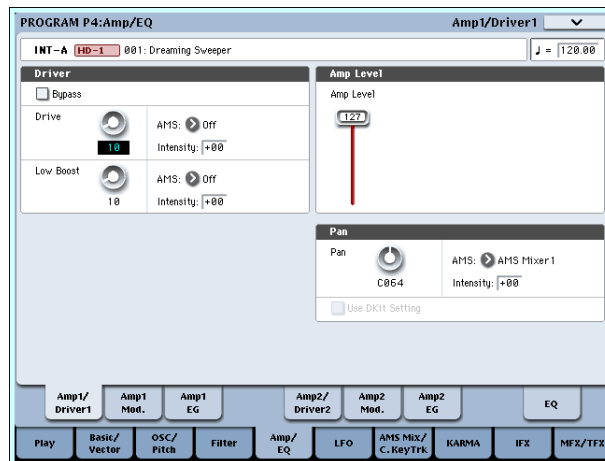 PROGRAM P4:Amp/EQ
Amp1/Driver1
INT-A HD-1 001: Dreaming Sweeper
♩ = 120.00
Driver
Bypass
Drive
10
AMS: Off
Intensity: +00
Low Boost
10
AMS: Off
Intensity: +00
Amp Level
Amp Level
127
Pan
Pan
C064
AMS: AMS Mixer1
Intensity: +00
Use DKit Setting
Amp1/
Driver1
Amp1
Mod.
Amp1
EG
Amp2/
Driver2
Amp2
Mod.
Amp2
EG
EQ
Play
Basic/
Vector
OSC/
Pitch
Filter
Amp/
EQ
LFO
AMS Mix/
C.KeyTrk
KARMA
IFX
MFX/TFX